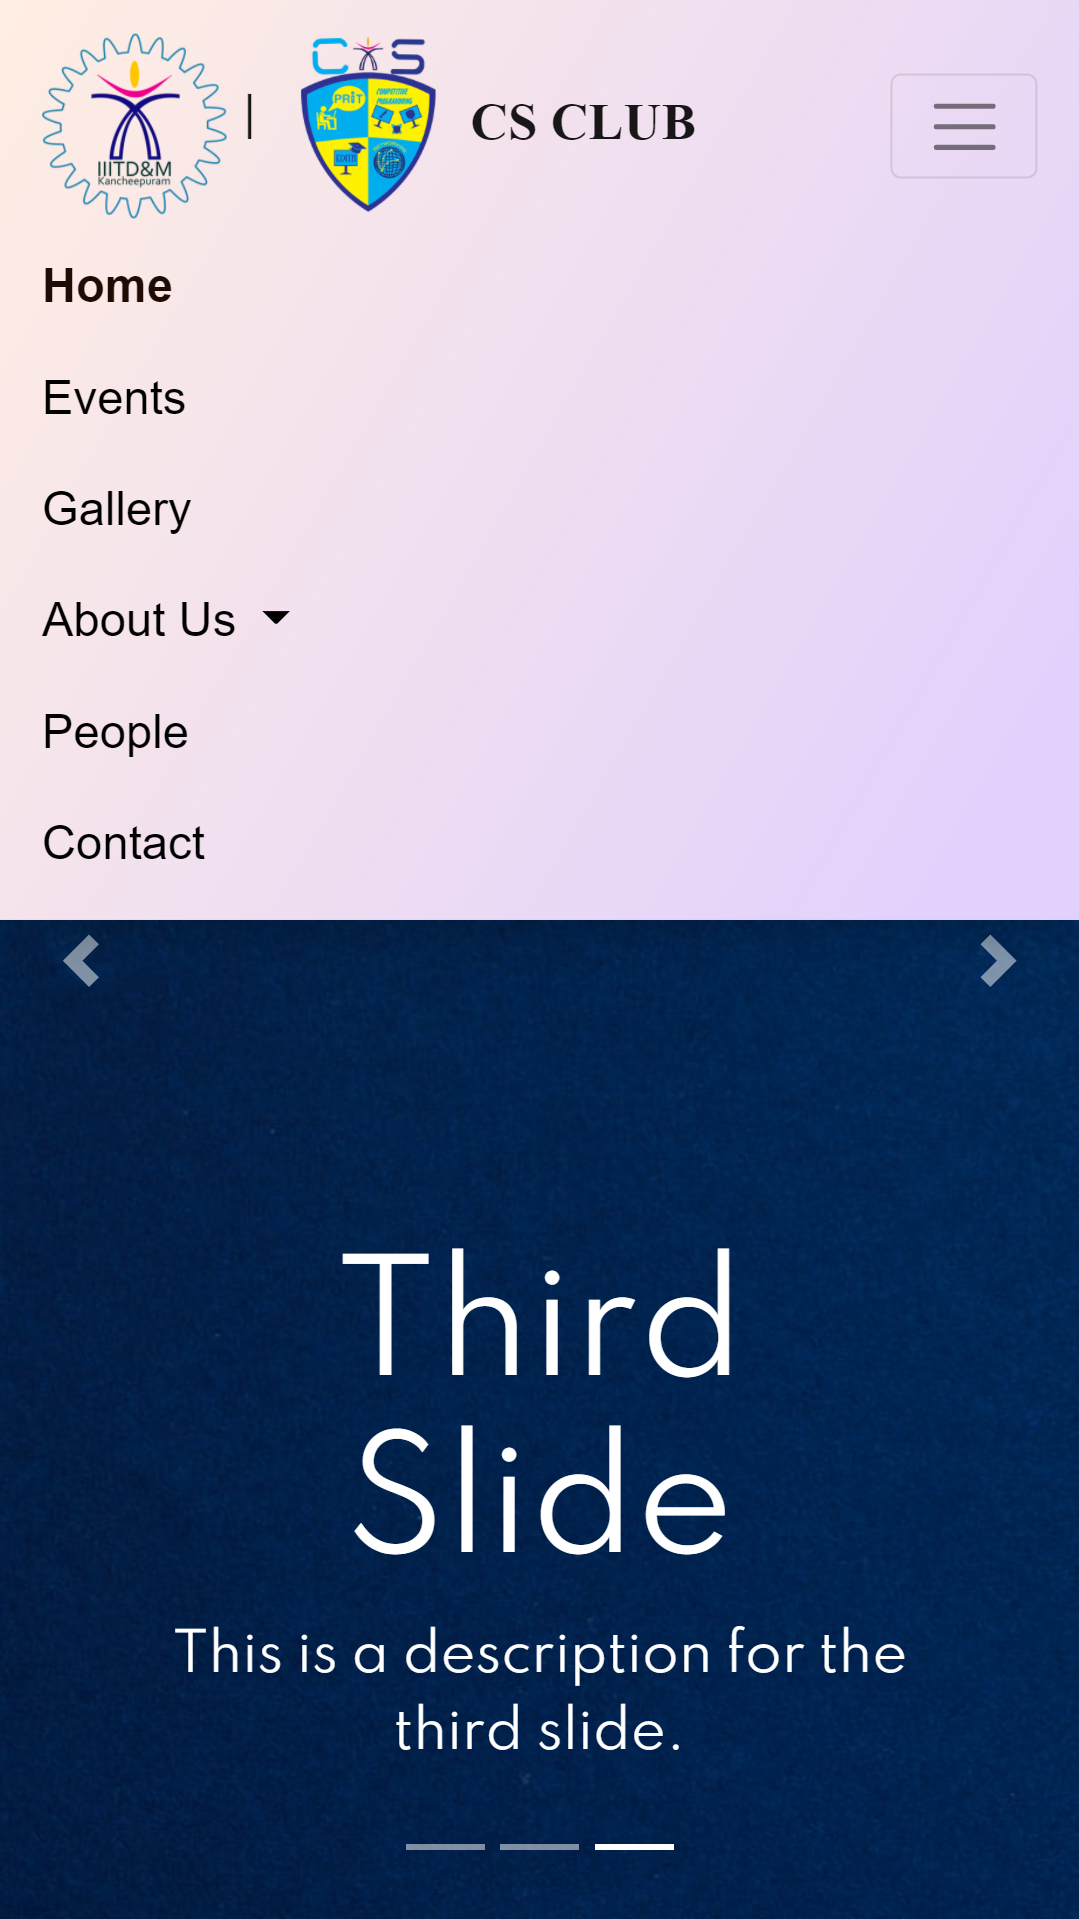 IIITD&M
Kancheepuram
|
C S
PRiT
COMPETITIVE
PROGRAMMING
CS CLUB
Home
Events
Gallery
About Us
People
Contact
Third
Slide
This is a description for the
third slide.